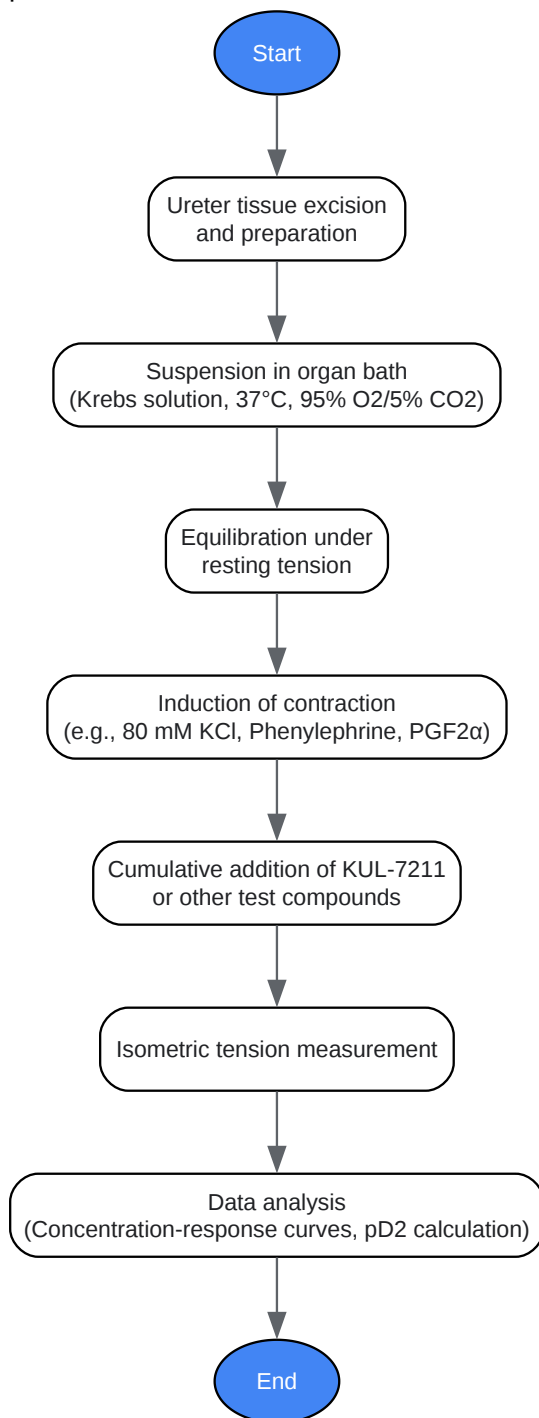 Start
Ureter tissue excision
and preparation
Suspension in organ bath
(Krebs solution, 37°C, 95% O2/5% CO2)
Equilibration under
resting tension
Induction of contraction
(e.g., 80 mM KCl, Phenylephrine, PGF2α)
Cumulative addition of KUL-7211
or other test compounds
Isometric tension measurement
Data analysis
(Concentration-response curves, pD2 calculation)
End